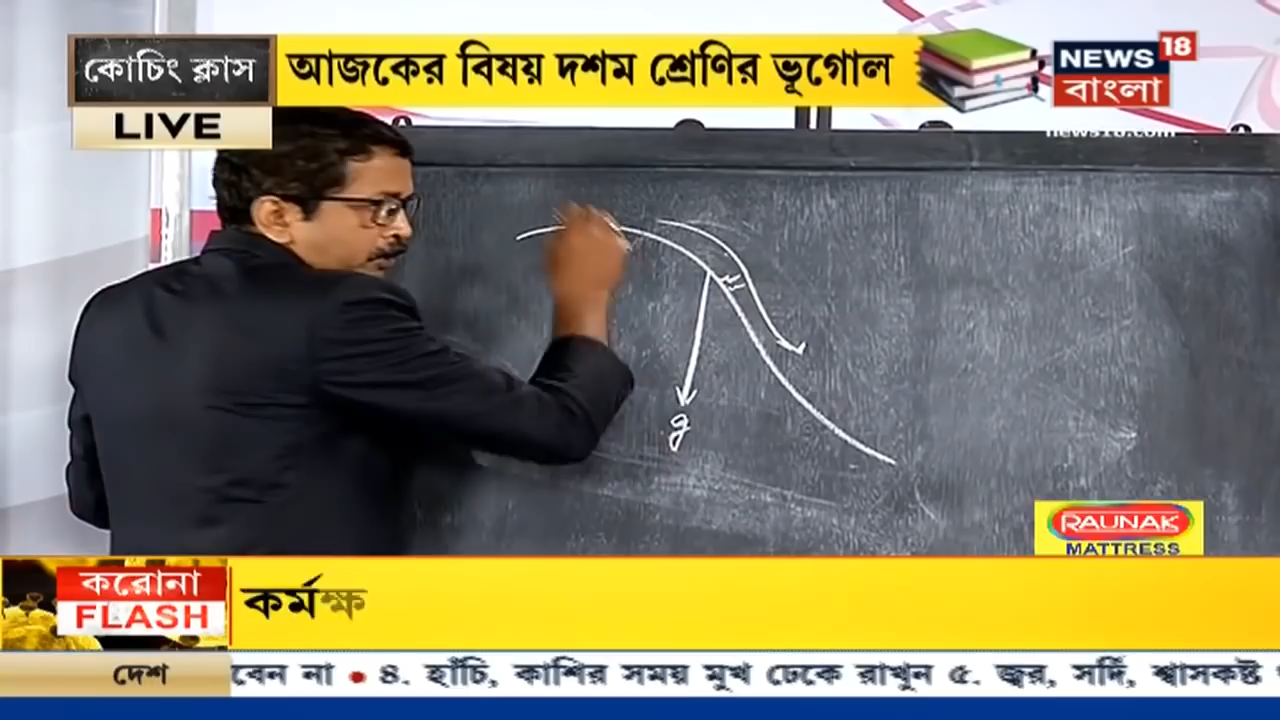 কোচিং ক্লাস
আজকের বিষয় দশম শ্রেণির ভূগোল
NEWS 18
বাংলা
LIVE
news18.com
g
RAUNAK
MATTRESS
করোনা
FLASH
কর্মক্ষ
দেশ
বেন না • ৪. হাঁচি, কাশির সময় মুখ ঢেকে রাখুন ৫. জ্বর, সর্দি, শ্বাসকষ্ট